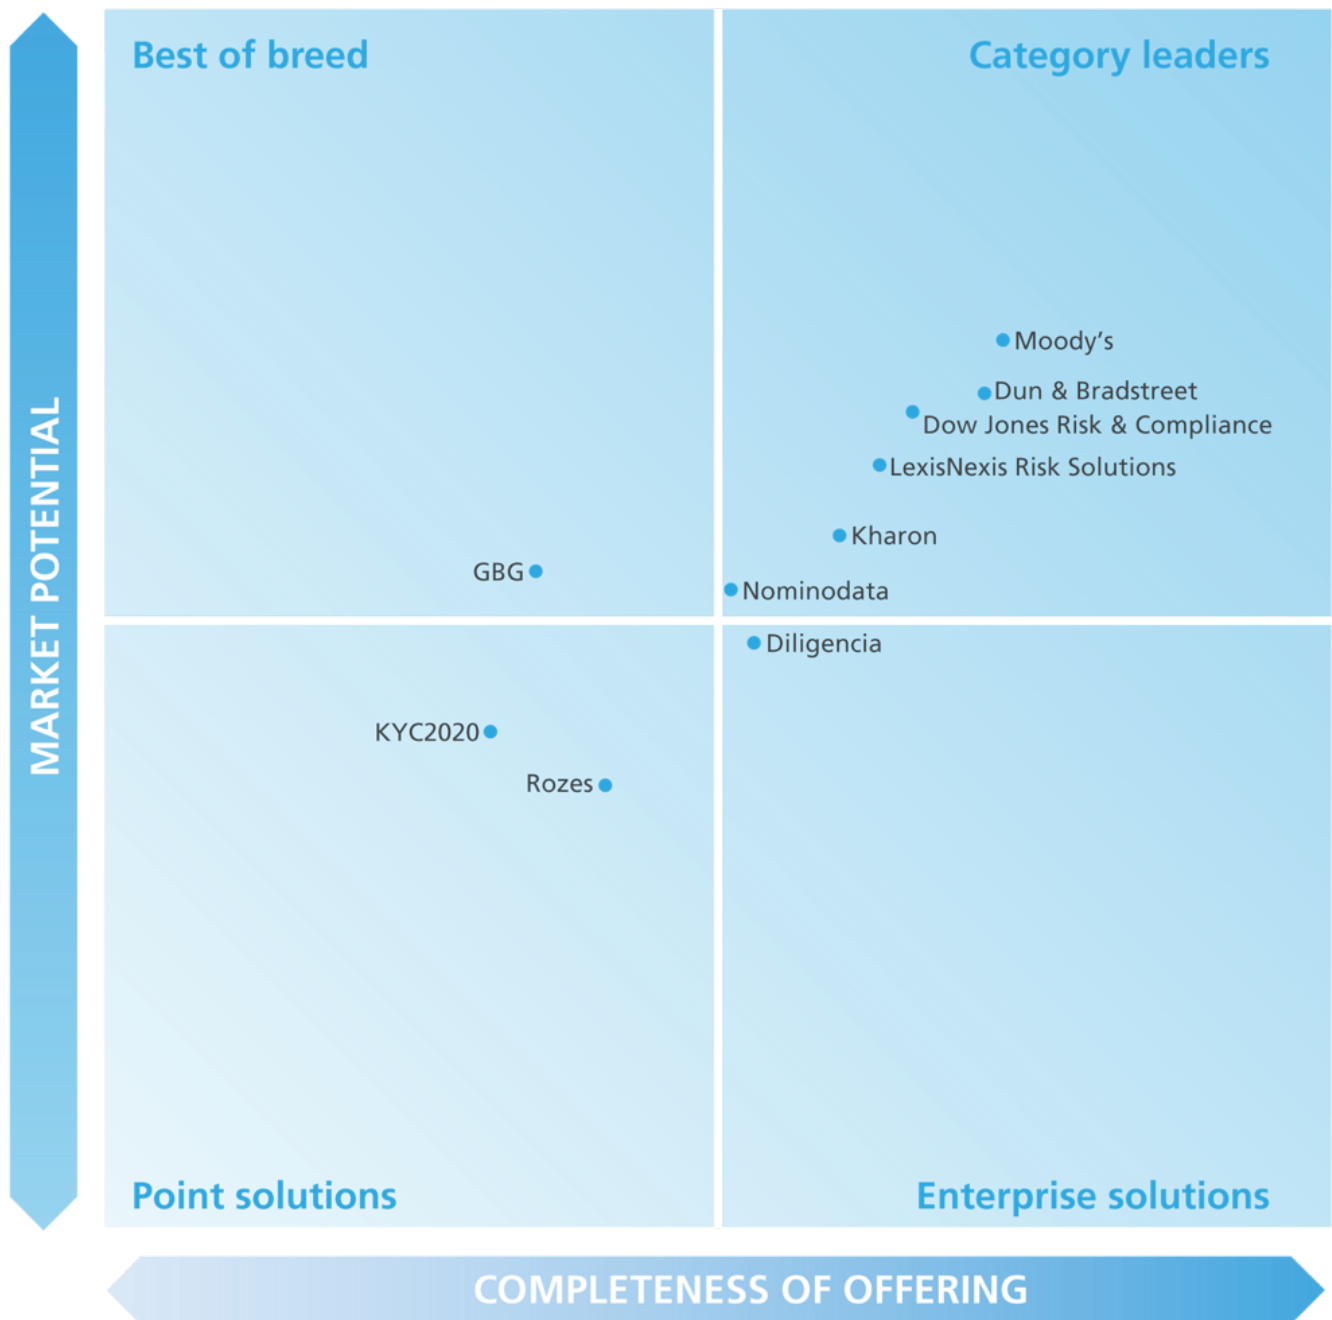 Best of breed
Category leaders
MARKET POTENTIAL
Moody’s
Dun & Bradstreet
Dow Jones Risk & Compliance
LexisNexis Risk Solutions
Kharon
GBG
Nominodata
Diligencia
KYC2020
Rozes
Point solutions
Enterprise solutions
COMPLETENESS OF OFFERING